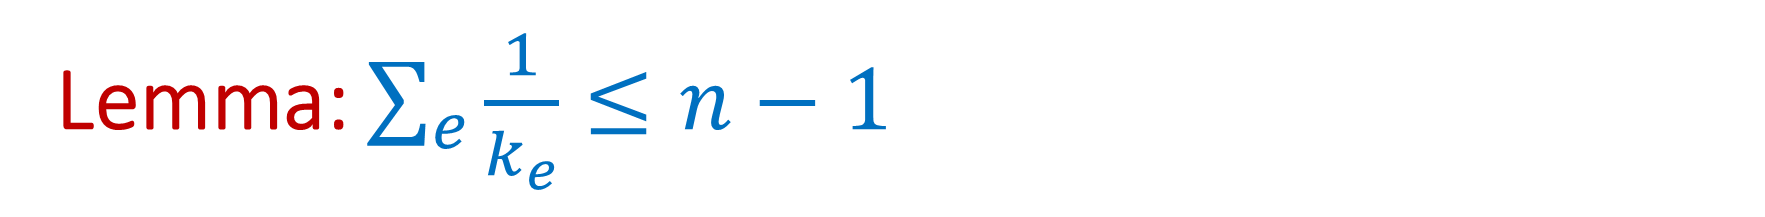 Lemma: ∑ₑ 1/kₑ ≤ n − 1